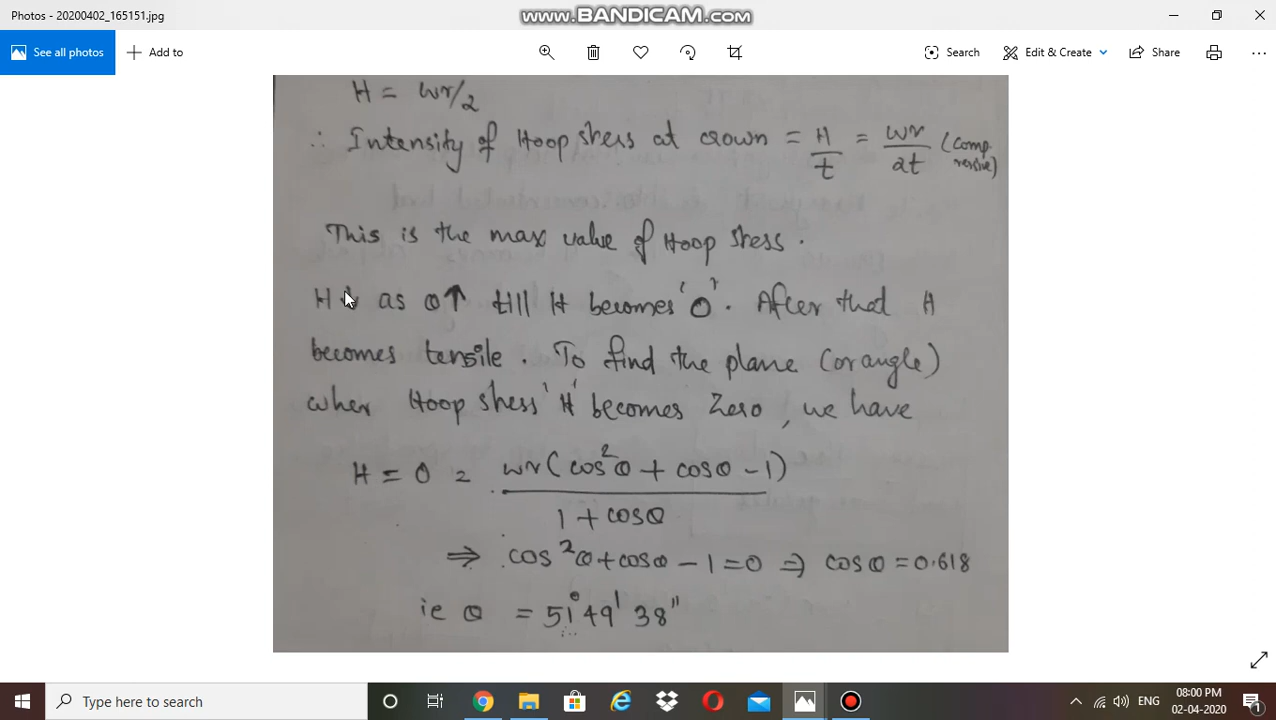 Photos - 20200402_165151.jpg
www.BANDICAM.com
See all photos
Add to
Search
Edit & Create
Share
H = wr/2
∴ Intensity of Hoop stress at crown = H/t = wr/2t (compressive)
This is the max value of Hoop stress.
H ↓ as θ↑ till H becomes '0'. After that H
becomes tensile. To find the plane (or angle)
wher Hoop stress 'H' becomes Zero, we have
H = 0 = wr(cos²θ + cosθ - 1) / 1 + cosθ
⇒ cos²θ + cosθ - 1 = 0 ⇒ cosθ = 0.618
ie θ = 51° 49' 38"
Type here to search
ENG
08:00 PM
02-04-2020
1